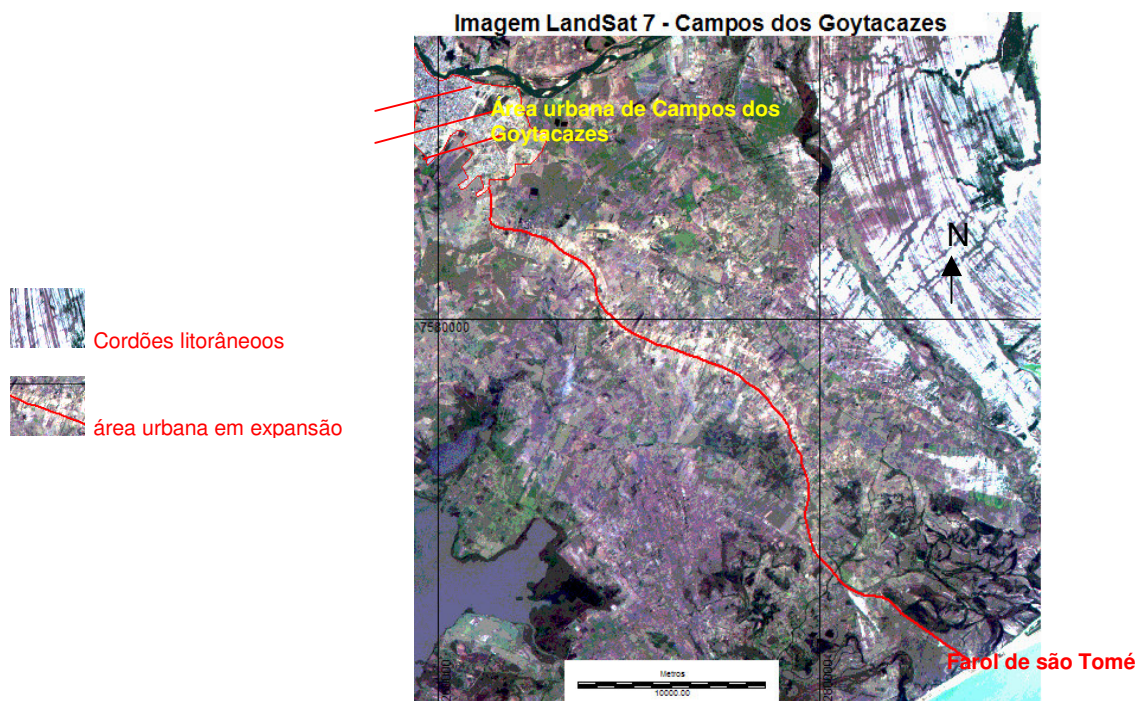 Imagem LandSat 7 - Campos dos Goytacazes
Área urbana de Campos dos
Goytacazes
N
7580000
Cordões litorâneoos
área urbana em expansão
Farol de são Tomé
Metros
10000.00